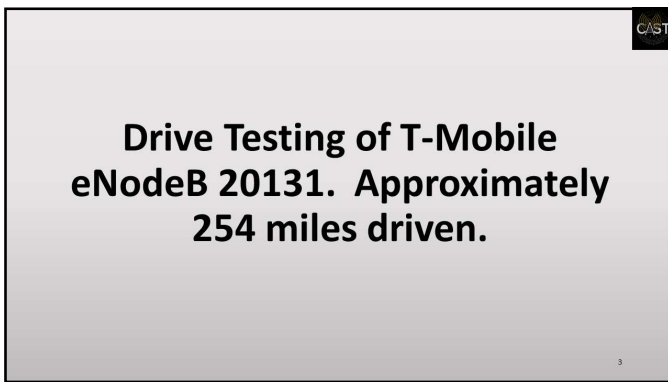 CAST
Drive Testing of T-Mobile
eNodeB 20131.  Approximately
254 miles driven.
3